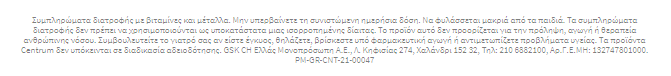 Συμπληρώματα διατροφής με βιταμίνες και μέταλλα. Μην υπερβαίνετε τη συνιστώμενη ημερήσια δόση. Να φυλάσσεται μακριά από τα παιδιά. Τα συμπληρώματα
διατροφής δεν πρέπει να χρησιμοποιούνται ως υποκατάστατα μιας ισορροπημένης δίαιτας. Το προϊόν αυτό δεν προορίζεται για την πρόληψη, αγωγή ή θεραπεία
ανθρώπινης νόσου. Συμβουλευτείτε το γιατρό σας αν είστε έγκυος, θηλάζετε, βρίσκεστε υπό φαρμακευτική αγωγή ή αντιμετωπίζετε προβλήματα υγείας. Τα προϊόντα
Centrum δεν υπόκεινται σε διαδικασία αδειοδότησης. GSK CH Ελλάς Μονοπρόσωπη Α.Ε., Λ. Κηφισίας 274, Χαλάνδρι 152 32, Τηλ: 210 6882100, Αρ.Γ.Ε.ΜΗ: 132747801000.
PM-GR-CNT-21-00047